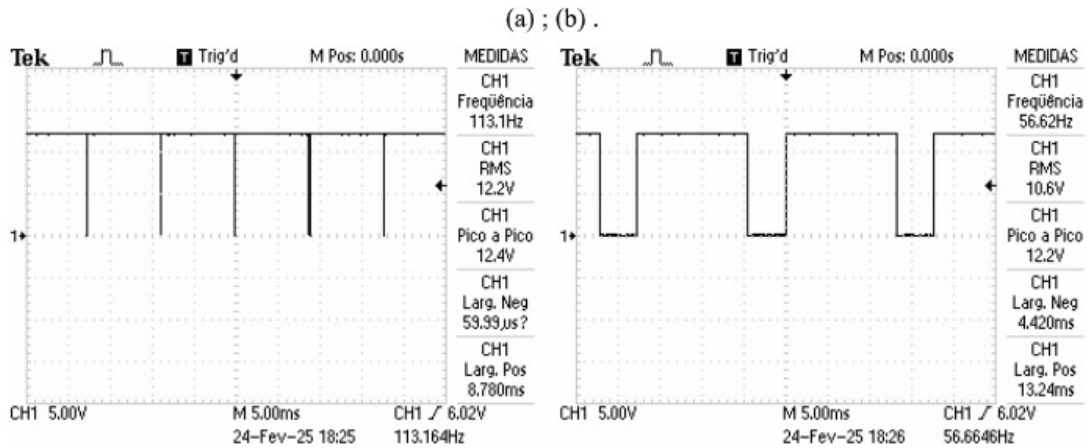 (a) ; (b) .
Tek T Trig'd M Pos: 0.000s MEDIDAS
CH1
Freqüência
113.1Hz
CH1
RMS
12.2V
CH1
Pico a Pico
12.4V
CH1
Larg. Neg
59.99µs?
CH1
Larg. Pos
8.780ms
1
CH1 5.00V M 5.00ms CH1 6.02V
24-Fev-25 18:25 113.164Hz
Tek T Trig'd M Pos: 0.000s MEDIDAS
CH1
Freqüência
56.62Hz
CH1
RMS
10.6V
CH1
Pico a Pico
12.2V
CH1
Larg. Neg
4.420ms
CH1
Larg. Pos
13.24ms
1
CH1 5.00V M 5.00ms CH1 6.02V
24-Fev-25 18:26 56.6646Hz